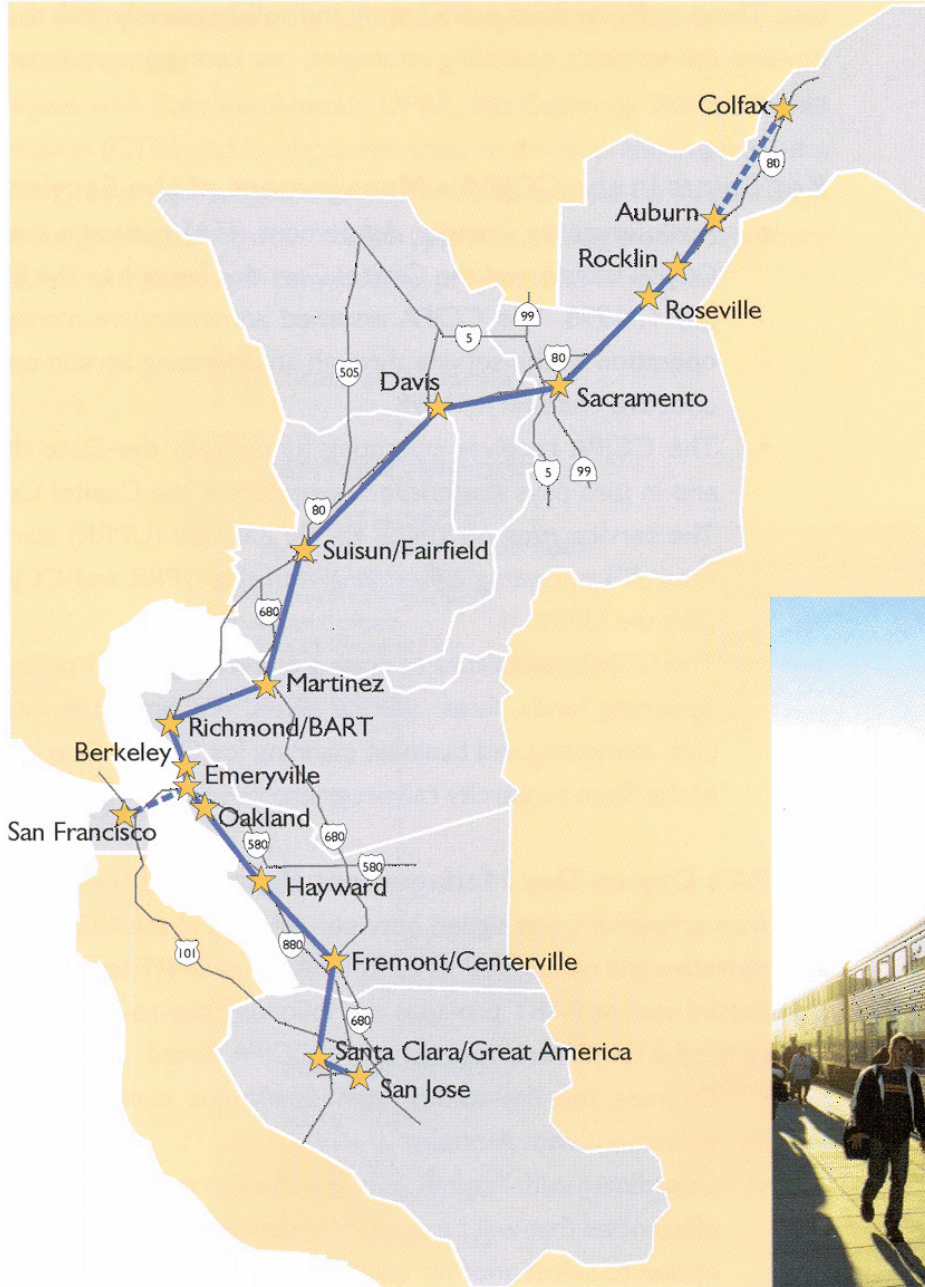 Colfax
80
Auburn
Rocklin
Roseville
99
5
80
505
Davis
Sacramento
5
99
80
Suisun/Fairfield
680
Martinez
Richmond/BART
Berkeley
Emeryville
San Francisco
Oakland
580
680
580
Hayward
880
101
Fremont/Centerville
680
Santa Clara/Great America
San Jose